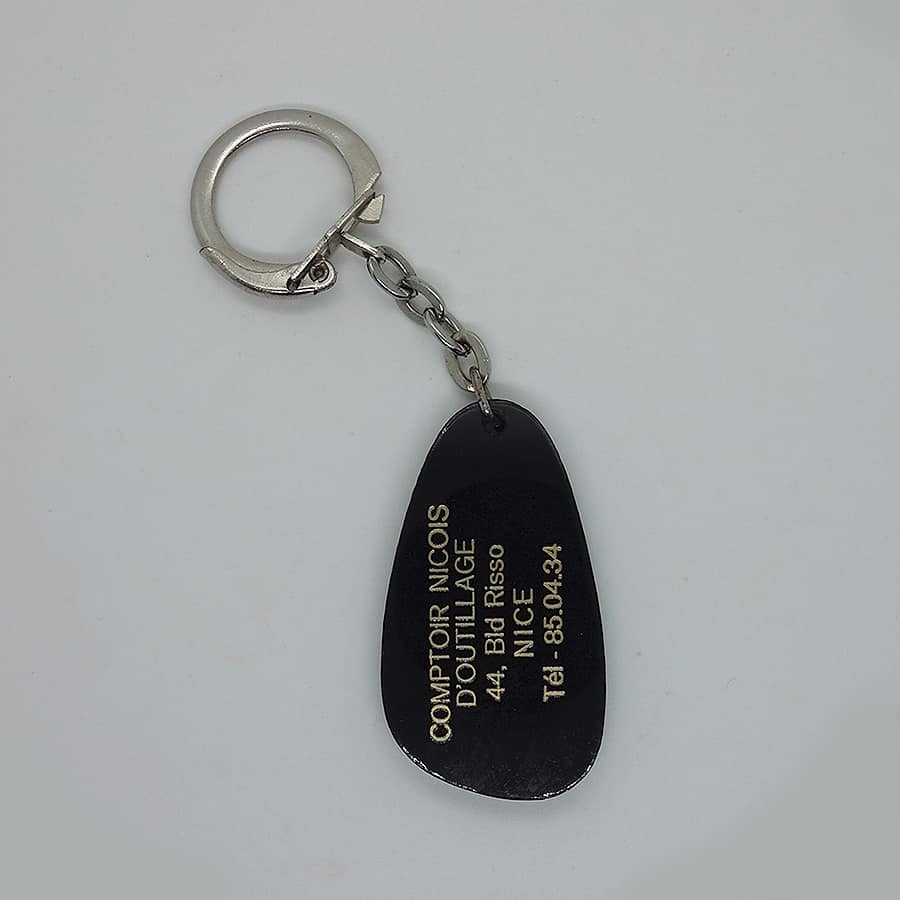 COMPTOIR NICOIS
D'OUTILLAGE
44, Bld Risso
NICE
Tél - 85.04.34